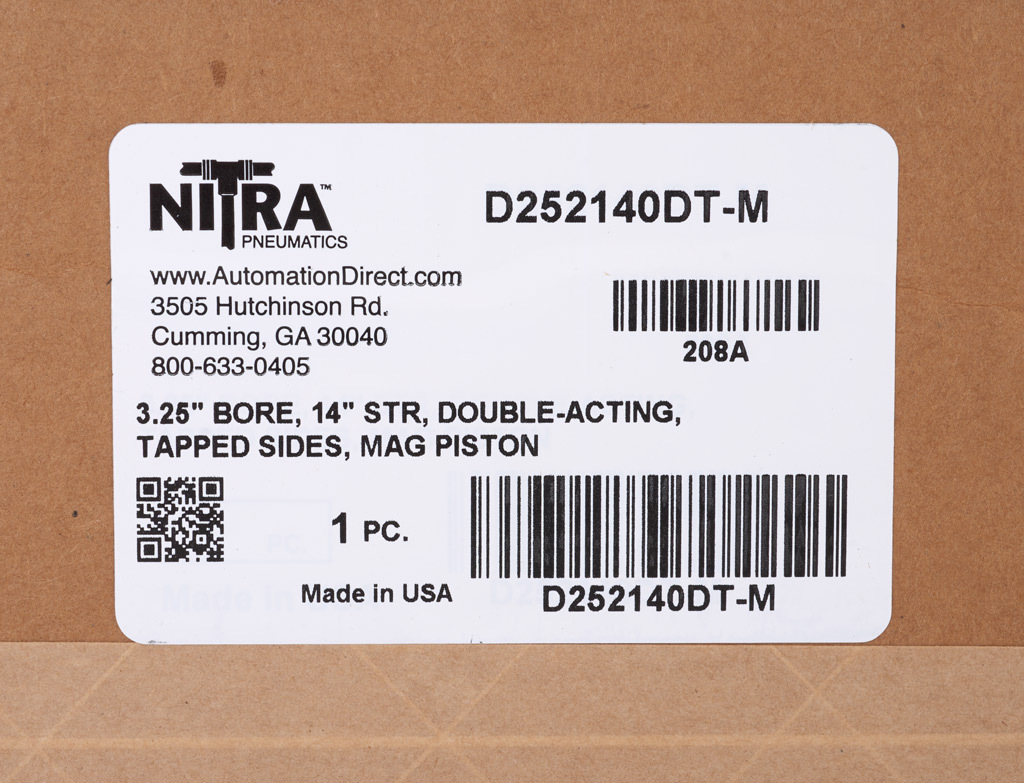 NITRA™
PNEUMATICS
D252140DT-M
www.AutomationDirect.com
3505 Hutchinson Rd.
Cumming, GA 30040
800-633-0405
208A
3.25" BORE, 14" STR, DOUBLE-ACTING,
TAPPED SIDES, MAG PISTON
1 PC.
Made in USA
D252140DT-M